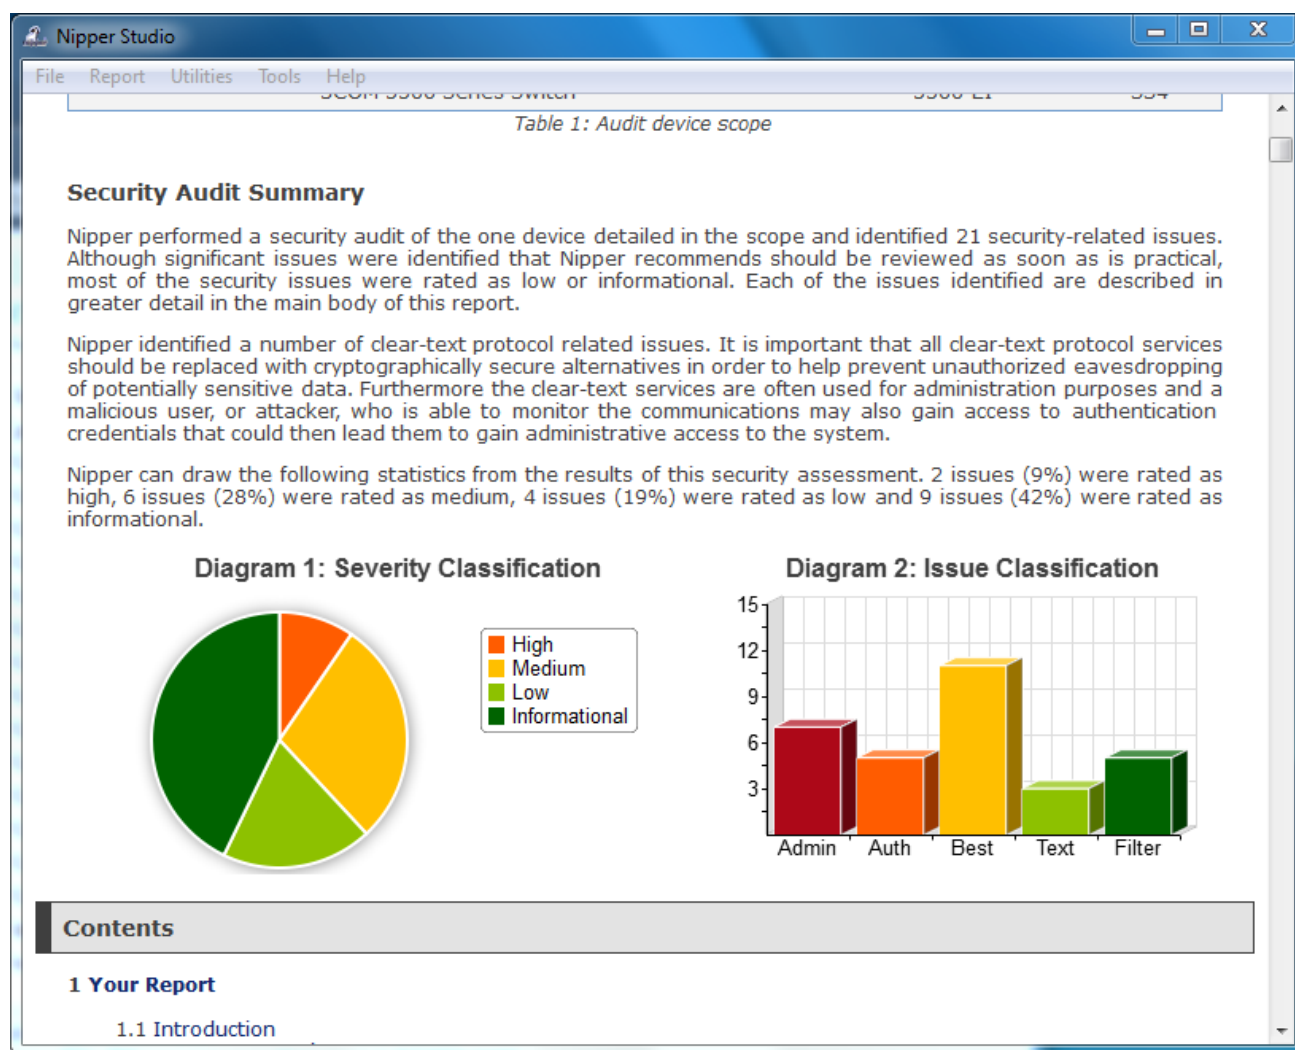 Nipper Studio
File Report Utilities Tools Help
Table 1: Audit device scope
Security Audit Summary
Nipper performed a security audit of the one device detailed in the scope and identified 21 security-related issues.
Although significant issues were identified that Nipper recommends should be reviewed as soon as is practical,
most of the security issues were rated as low or informational. Each of the issues identified are described in
greater detail in the main body of this report.
Nipper identified a number of clear-text protocol related issues. It is important that all clear-text protocol services
should be replaced with cryptographically secure alternatives in order to help prevent unauthorized eavesdropping
of potentially sensitive data. Furthermore the clear-text services are often used for administration purposes and a
malicious user, or attacker, who is able to monitor the communications may also gain access to authentication
credentials that could then lead them to gain administrative access to the system.
Nipper can draw the following statistics from the results of this security assessment. 2 issues (9%) were rated as
high, 6 issues (28%) were rated as medium, 4 issues (19%) were rated as low and 9 issues (42%) were rated as
informational.
Diagram 1: Severity Classification
High
Medium
Low
Informational
Diagram 2: Issue Classification
15
12
9
6
3
Admin Auth Best Text Filter
Contents
1 Your Report
1.1 Introduction